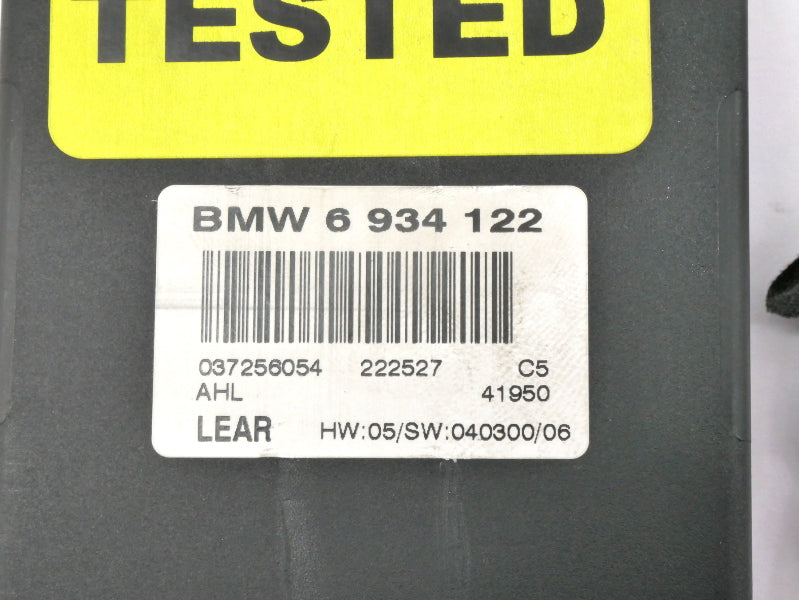 TESTED
BMW 6 934 122
037256054 222527 C5
AHL 41950
LEAR HW:05/SW:040300/06